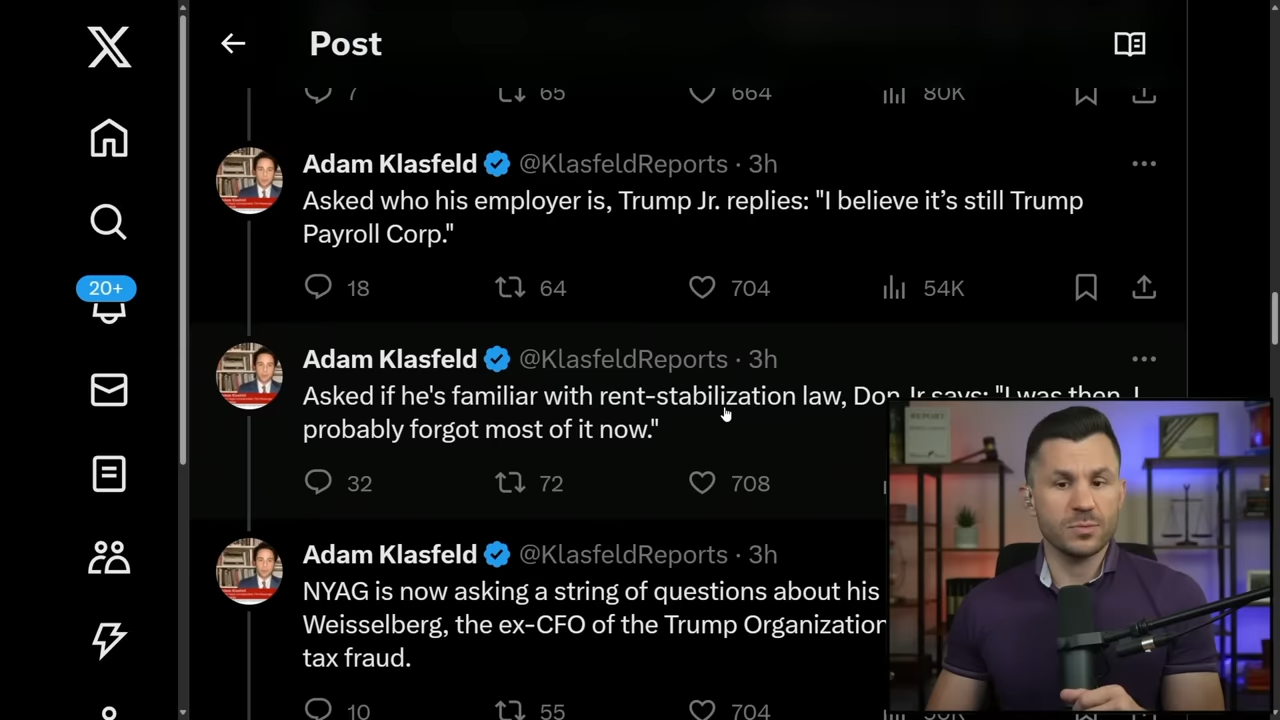 Post
7 65 664 80K
Adam Klasfeld @KlasfeldReports · 3h
Asked who his employer is, Trump Jr. replies: "I believe it’s still Trump
Payroll Corp."
18 64 704 54K
20+
Adam Klasfeld @KlasfeldReports · 3h
Asked if he's familiar with rent-stabilization law, Don Jr says: "I was then. I
probably forgot most of it now."
32 72 708
Adam Klasfeld @KlasfeldReports · 3h
NYAG is now asking a string of questions about his
Weisselberg, the ex-CFO of the Trump Organization
tax fraud.
10 55 704
REPORT